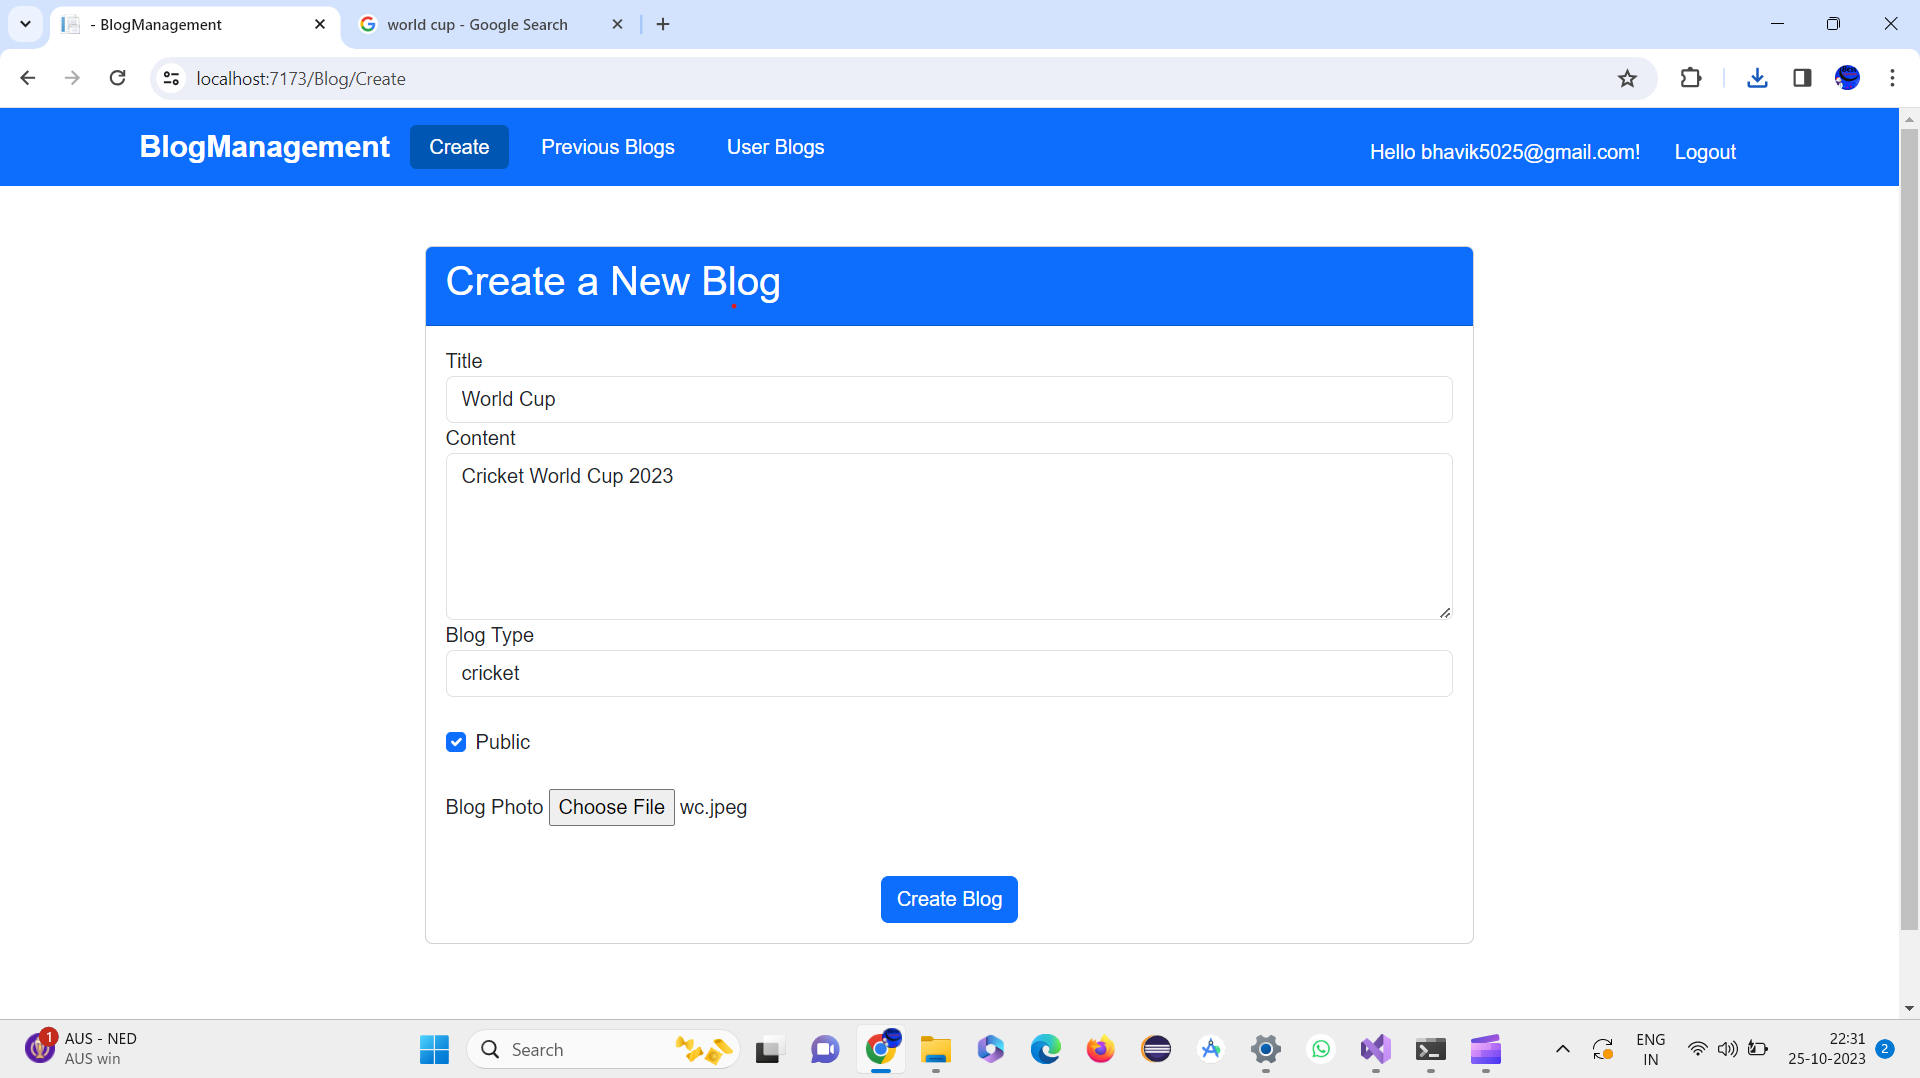 - BlogManagement
world cup - Google Search
localhost:7173/Blog/Create
BlogManagement
Create
Previous Blogs
User Blogs
Hello bhavik5025@gmail.com!
Logout
Create a New Blog
Title
World Cup
Content
Cricket World Cup 2023
Blog Type
cricket
Public
Blog Photo Choose File wc.jpeg
Create Blog
1
AUS - NED
AUS win
Search
ENG
IN
22:31
25-10-2023
2